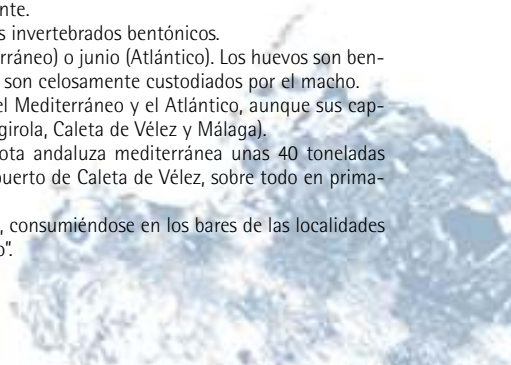 nte.
s invertebrados bentónicos.
rráneo) o junio (Atlántico). Los huevos son ben-
son celosamente custodiados por el macho.
el Mediterráneo y el Atlántico, aunque sus cap-
girola, Caleta de Vélez y Málaga).
ota andaluza mediterránea unas 40 toneladas
puerto de Caleta de Vélez, sobre todo en prima-
, consumiéndose en los bares de las localidades
o”.